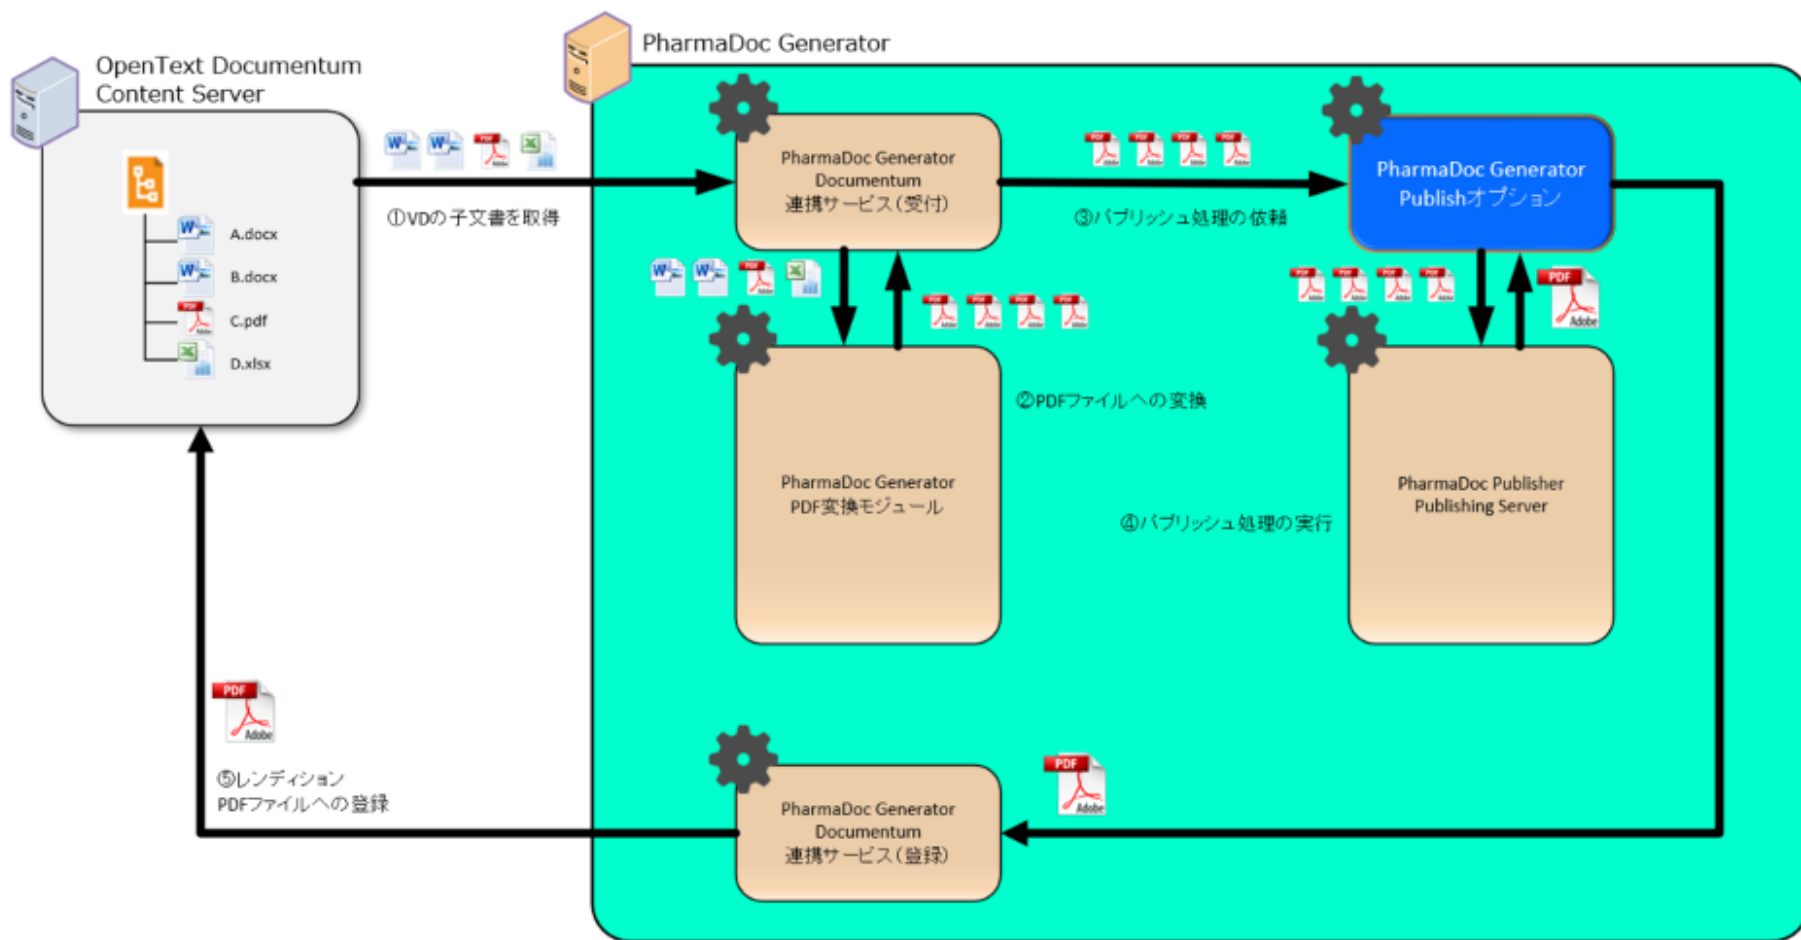 PharmaDoc Generator
OpenText Documentum
Content Server
A.docx
B.docx
C.pdf
D.xlsx
①VDの子文書を取得
PharmaDoc Generator
Documentum
連携サービス(受付)
③パブリッシュ処理の依頼
PharmaDoc Generator
Publishオプション
②PDFファイルへの変換
PharmaDoc Generator
PDF変換モジュール
④パブリッシュ処理の実行
PharmaDoc Publisher
Publishing Server
PDF
Adobe
⑤レンディション
PDFファイルへの登録
PharmaDoc Generator
Documentum
連携サービス(登録)
PDF
Adobe
PDF
Adobe